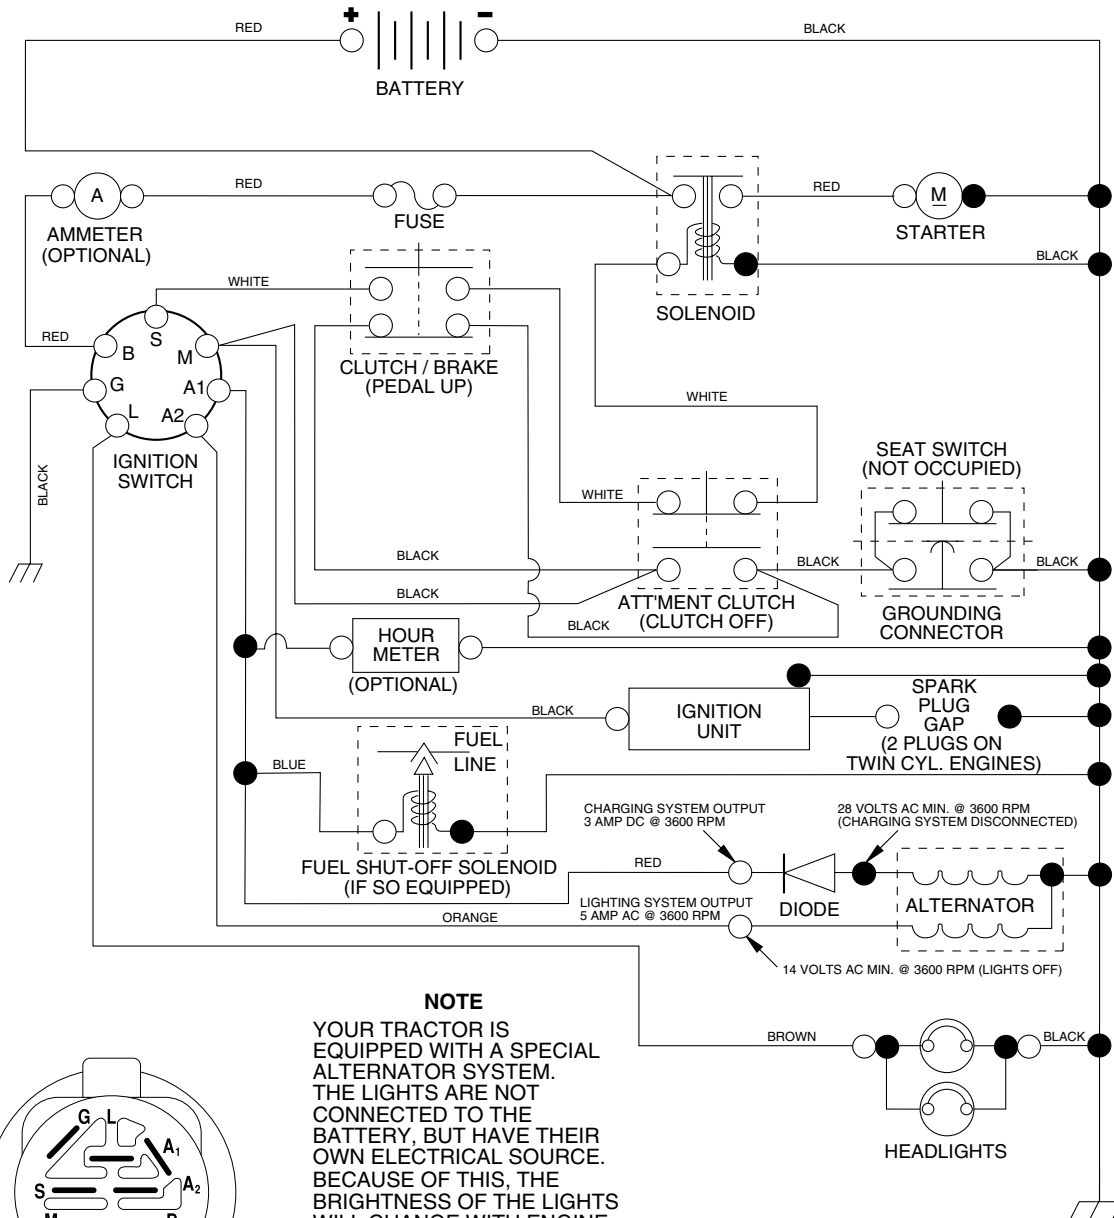 + -
RED
BLACK
BATTERY
RED
SOLENOID
RED
A
M
FUSE
STARTER
AMMETER
(OPTIONAL)
BLACK
WHITE
S
RED
B
M
CLUTCH / BRAKE
(PEDAL UP)
G
A1
L
A2
WHITE
IGNITION
SWITCH
BLACK
SEAT SWITCH
(NOT OCCUPIED)
WHITE
BLACK
BLACK
BLACK
BLACK
ATT'MENT CLUTCH
(CLUTCH OFF)
GROUNDING
CONNECTOR
BLACK
HOUR
METER
(OPTIONAL)
BLACK
IGNITION
UNIT
SPARK
PLUG
GAP
(2 PLUGS ON
TWIN CYL. ENGINES)
FUEL
LINE
BLUE
FUEL SHUT-OFF SOLENOID
(IF SO EQUIPPED)
CHARGING SYSTEM OUTPUT
3 AMP DC @ 3600 RPM
28 VOLTS AC MIN. @ 3600 RPM
(CHARGING SYSTEM DISCONNECTED)
RED
DIODE
ALTERNATOR
LIGHTING SYSTEM OUTPUT
5 AMP AC @ 3600 RPM
ORANGE
14 VOLTS AC MIN. @ 3600 RPM (LIGHTS OFF)
BROWN
BLACK
HEADLIGHTS
NOTE
YOUR TRACTOR IS
EQUIPPED WITH A SPECIAL
ALTERNATOR SYSTEM.
THE LIGHTS ARE NOT
CONNECTED TO THE
BATTERY, BUT HAVE THEIR
OWN ELECTRICAL SOURCE.
BECAUSE OF THIS, THE
BRIGHTNESS OF THE LIGHTS
WILL CHANGE WITH ENGINE
G L
A1
S
A2
M
B